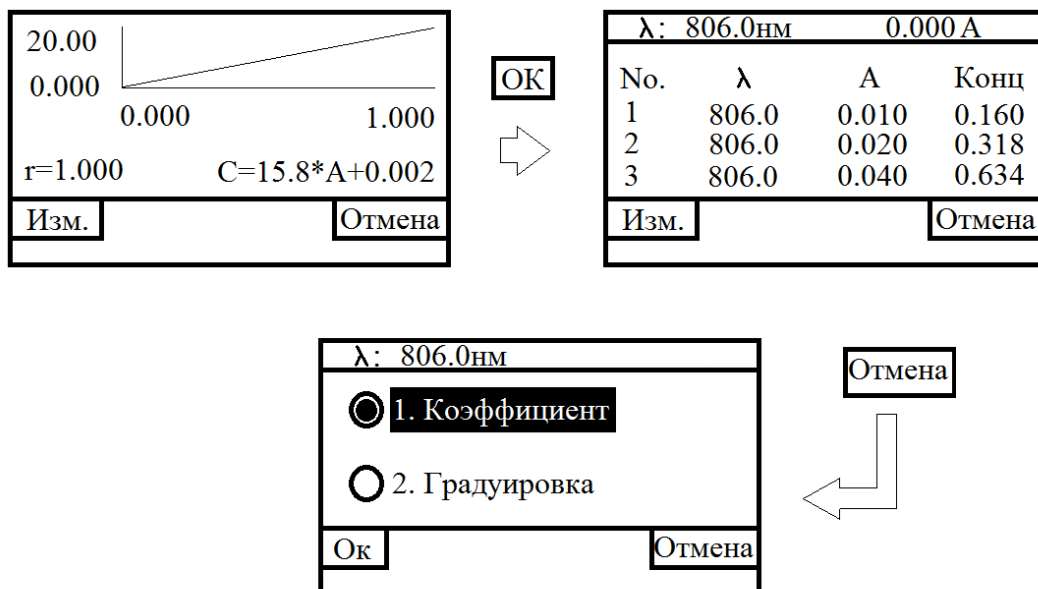 20.00
0.000
0.000 1.000
r=1.000 C=15.8*A+0.002
Изм. Отмена
ОК
λ: 806.0нм 0.000 A
No. λ A Конц
1 806.0 0.010 0.160
2 806.0 0.020 0.318
3 806.0 0.040 0.634
Изм. Отмена
Отмена
λ: 806.0нм
1. Коэффициент
2. Градуировка
Ок Отмена